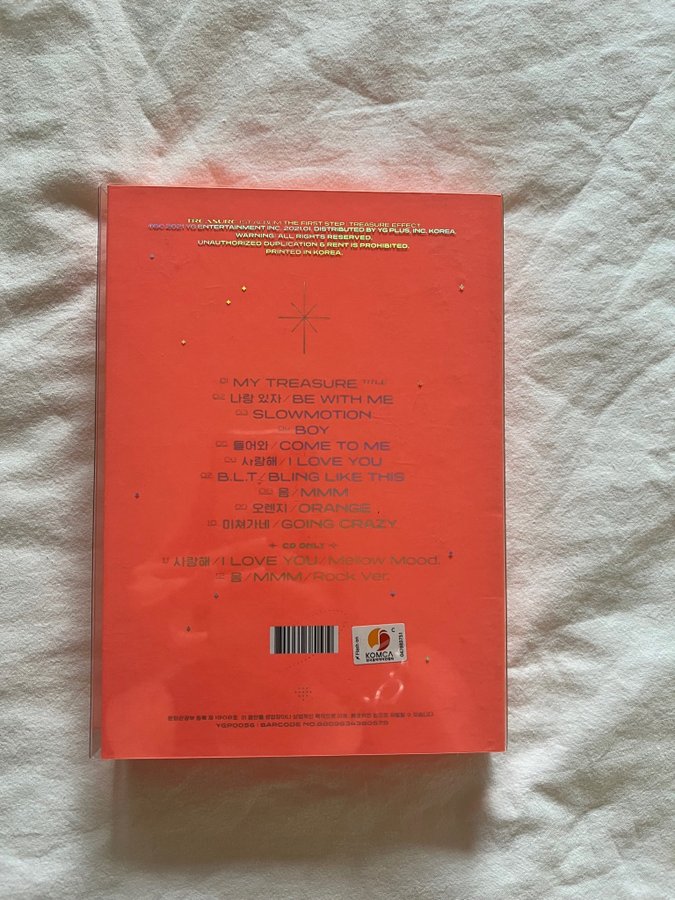 TREASURE 1ST ALBUM THE FIRST STEP : TREASURE EFFECT
℗&© 2021 YG ENTERTAINMENT INC. 2021.01. DISTRIBUTED BY YG PLUS, INC. KOREA.
WARNING: ALL RIGHTS RESERVED.
UNAUTHORIZED DUPLICATION & RENT IS PROHIBITED.
PRINTED IN KOREA.
01 MY TREASURE TITLE
02 나랑 있자/BE WITH ME
03 SLOWMOTION
04 BOY
05 들어와/COME TO ME
06 사랑해/I LOVE YOU
07 B.L.T/BLING LIKE THIS
08 음/MMM
09 오렌지/ORANGE
10 미쳐가네/GOING CRAZY
CD ONLY
11 사랑해/I LOVE YOU/Mellow Mood.
12 음/MMM/Rock Ver.
Flash on
KOMCA
C
YGP0056 | BARCODE NO.